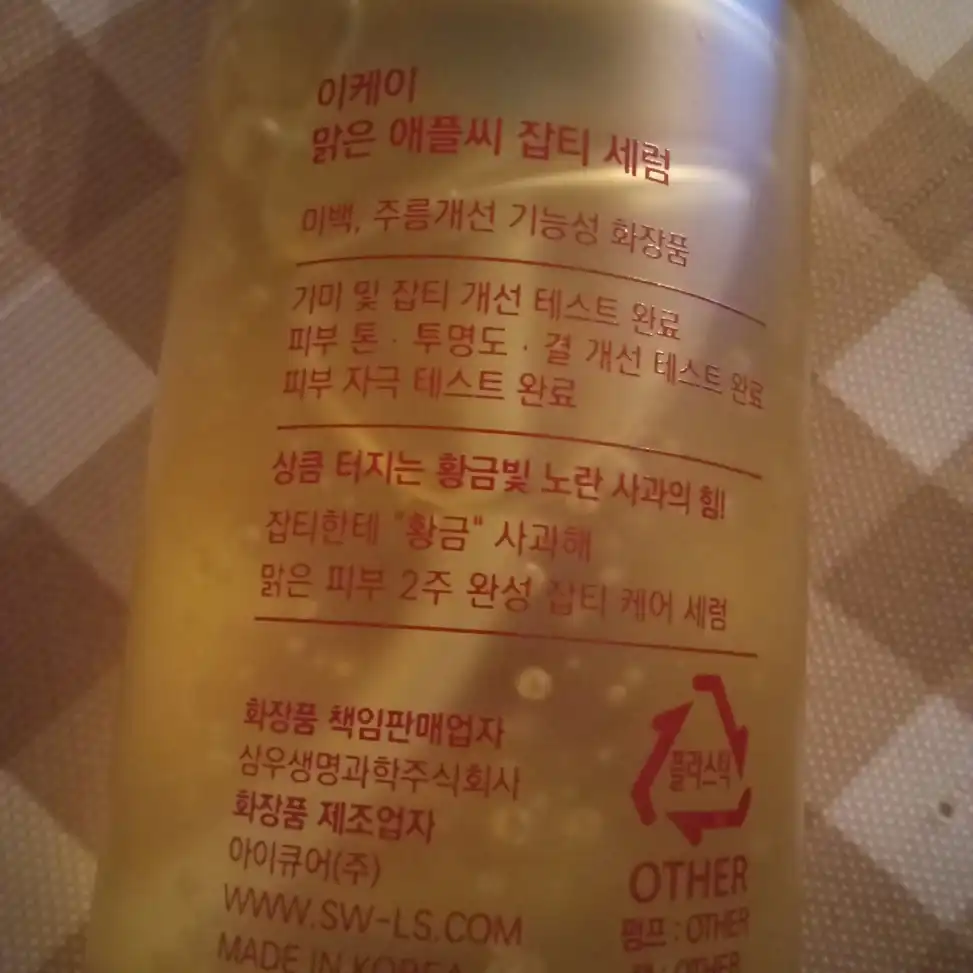 이케이
맑은 애플씨 잡티 세럼
미백, 주름개선 기능성 화장품
기미 및 잡티 개선 테스트 완료
피부 톤 · 투명도 · 결 개선 테스트 완료
피부 자극 테스트 완료
상큼 터지는 황금빛 노란 사과의 힘!
잡티한테 "황금" 사과해
맑은 피부 2주 완성 잡티 케어 세럼
화장품 책임판매업자
심우생명과학주식회사
화장품 제조업자
아이큐어(주)
WWW.SW-LS.COM
MADE IN KOREA
플라스틱
OTHER
펌프 : OTHER
: OTHER